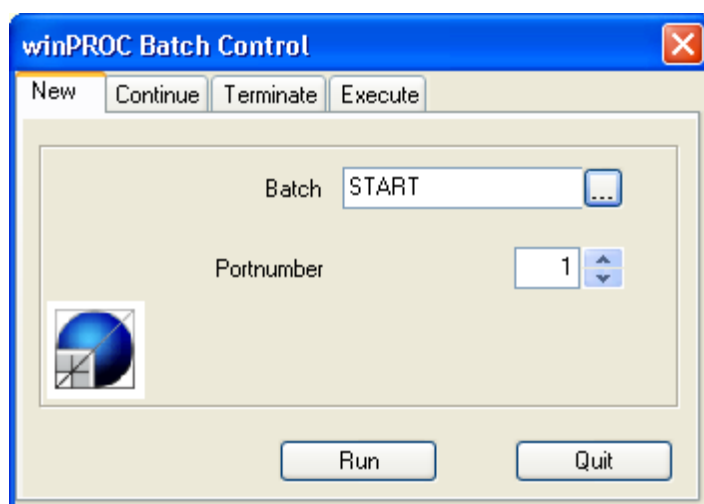 winPROC Batch Control
New Continue Terminate Execute
Batch START ...
Portnumber 1
Run Quit